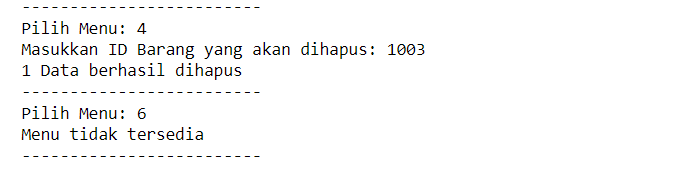 -------------------------
Pilih Menu: 4
Masukkan ID Barang yang akan dihapus: 1003
1 Data berhasil dihapus
-------------------------
Pilih Menu: 6
Menu tidak tersedia
-------------------------